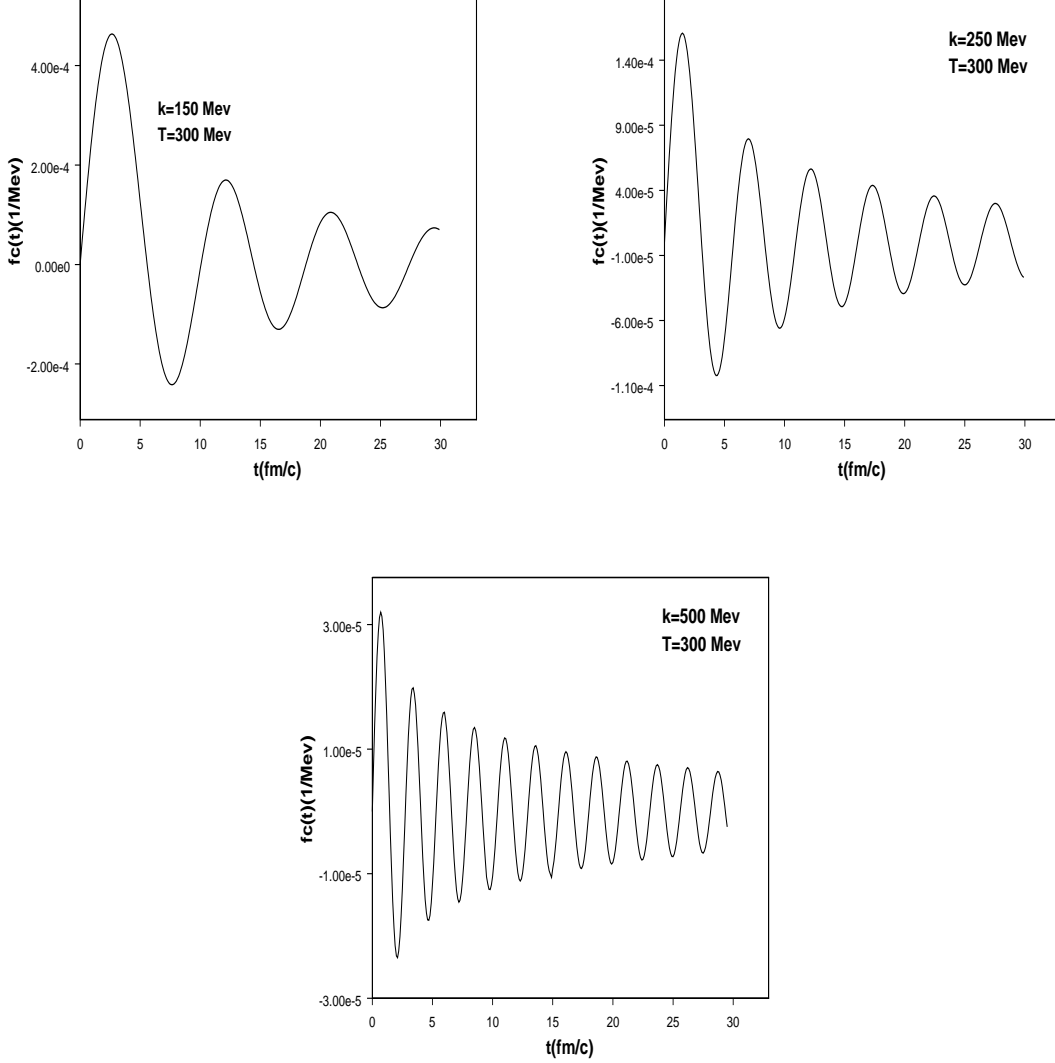 4.00e-4
2.00e-4
0.00e0
-2.00e-4
fc(t)(1/Mev)
k=150 Mev
T=300 Mev
0 5 10 15 20 25 30
t(fm/c)
1.40e-4
9.00e-5
4.00e-5
-1.00e-5
-6.00e-5
-1.10e-4
fc(t)(1/Mev)
k=250 Mev
T=300 Mev
0 5 10 15 20 25 30
t(fm/c)
3.00e-5
1.00e-5
-1.00e-5
-3.00e-5
fc(t)(1/Mev)
k=500 Mev
T=300 Mev
0 5 10 15 20 25 30
t(fm/c)